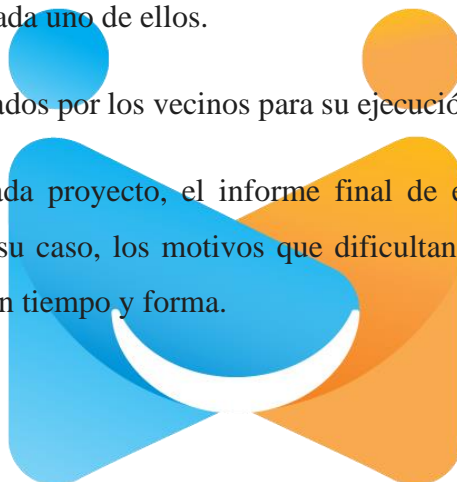 ada uno de ellos.
ados por los vecinos para su ejecució
ada proyecto, el informe final de e
su caso, los motivos que dificultan
n tiempo y forma.